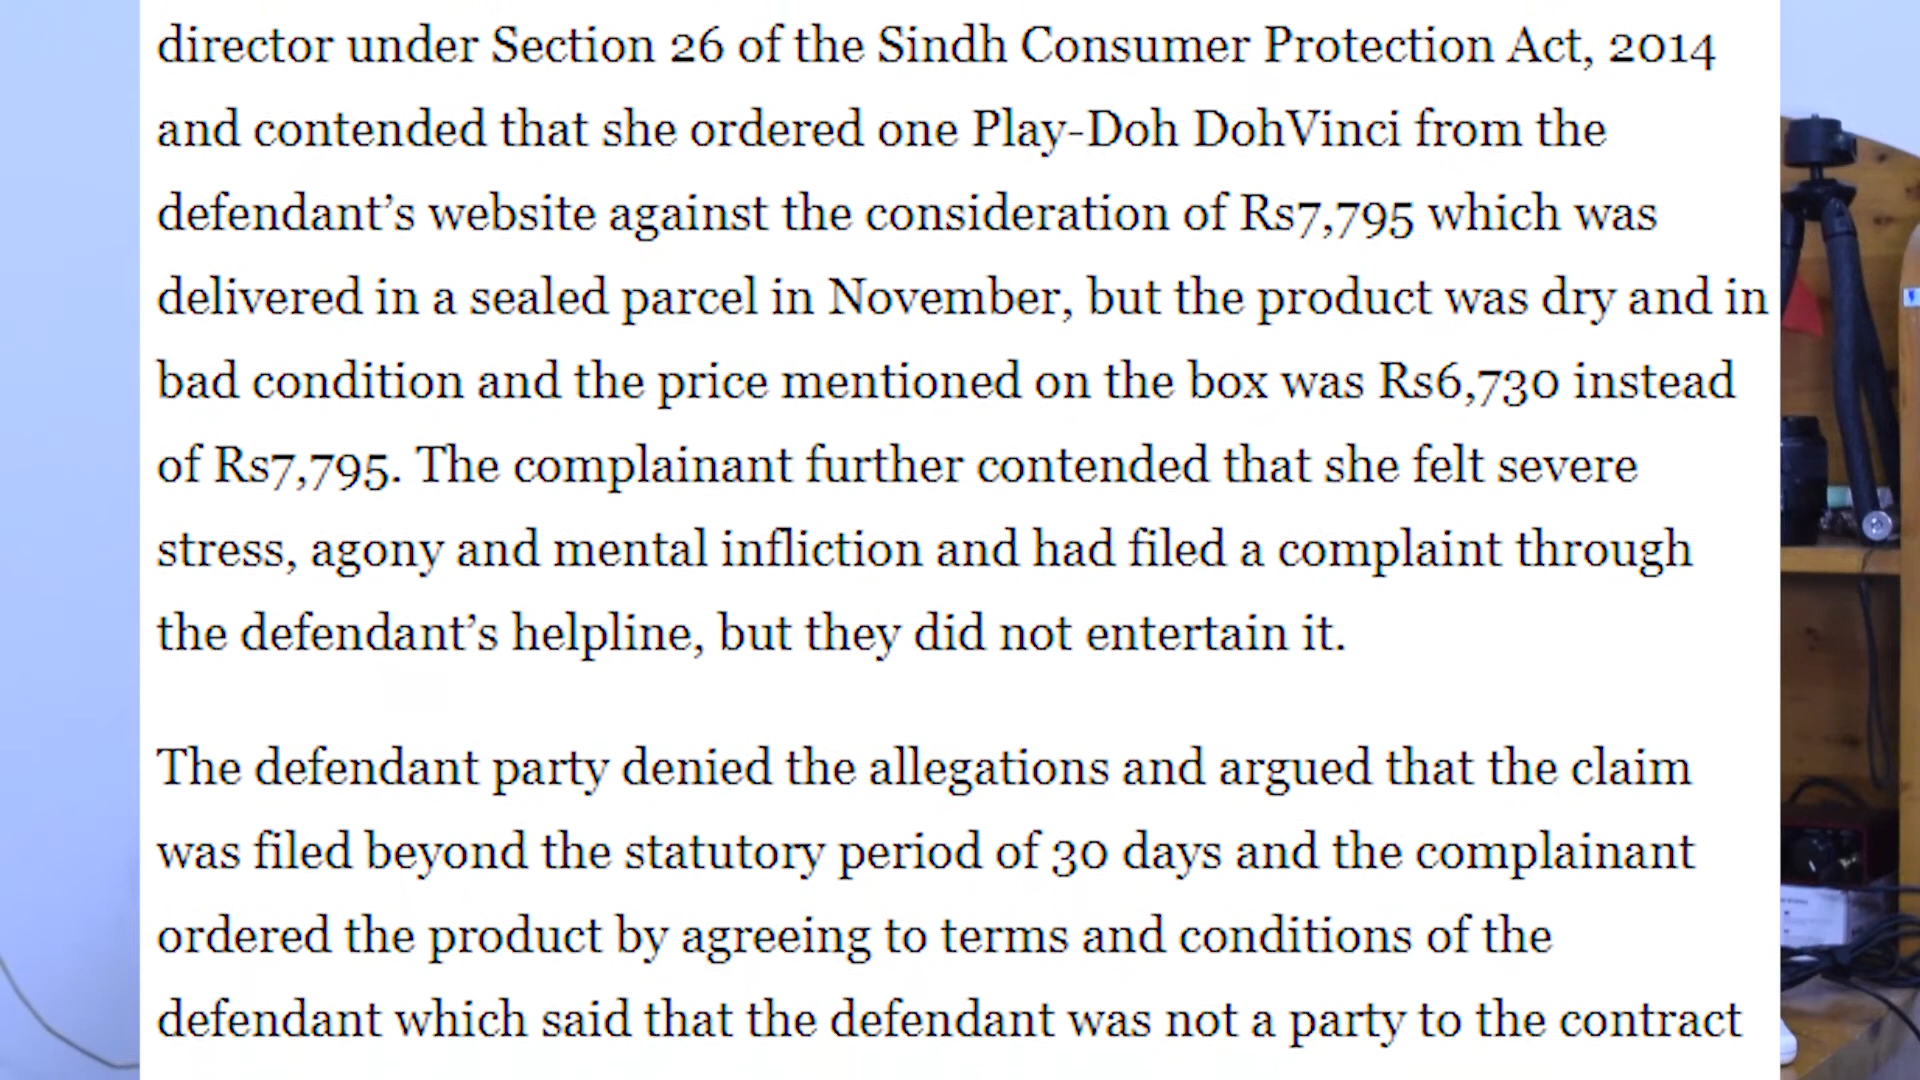 director under Section 26 of the Sindh Consumer Protection Act, 2014
and contended that she ordered one Play-Doh DohVinci from the
defendant’s website against the consideration of Rs7,795 which was
delivered in a sealed parcel in November, but the product was dry and in
bad condition and the price mentioned on the box was Rs6,730 instead
of Rs7,795. The complainant further contended that she felt severe
stress, agony and mental infliction and had filed a complaint through
the defendant’s helpline, but they did not entertain it.
The defendant party denied the allegations and argued that the claim
was filed beyond the statutory period of 30 days and the complainant
ordered the product by agreeing to terms and conditions of the
defendant which said that the defendant was not a party to the contract